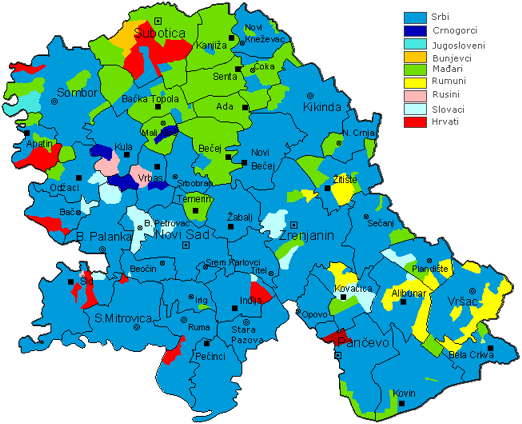 Srbi
Crnogorci
Jugosloveni
Bunjevci
Mađari
Rumuni
Rusini
Slovaci
Hrvati
Subotica
Novi
Kneževac
Kanjiža
Senta
Čoka
Sombor
Bačka Topola
Ada
Kikinda
Mali I.
N. Crnja
Apatin
Kula
Bečej
Novi
Bečej
Vrbas
Srbobran
Odžaci
Žitište
Temerin
Bač
B. Petrovac
Žabalj
Sečanj
B. Palanka
Novi Sad
Zrenjanin
Beočin
Srem.Karlovci
Titel
Plandište
Šid
Kovačica
Alibunar
Vršac
Irig
Inđija
Opovo
S.Mitrovica
Ruma
Stara
Pazova
Pančevo
Pećinci
Bela Crkva
Kovin